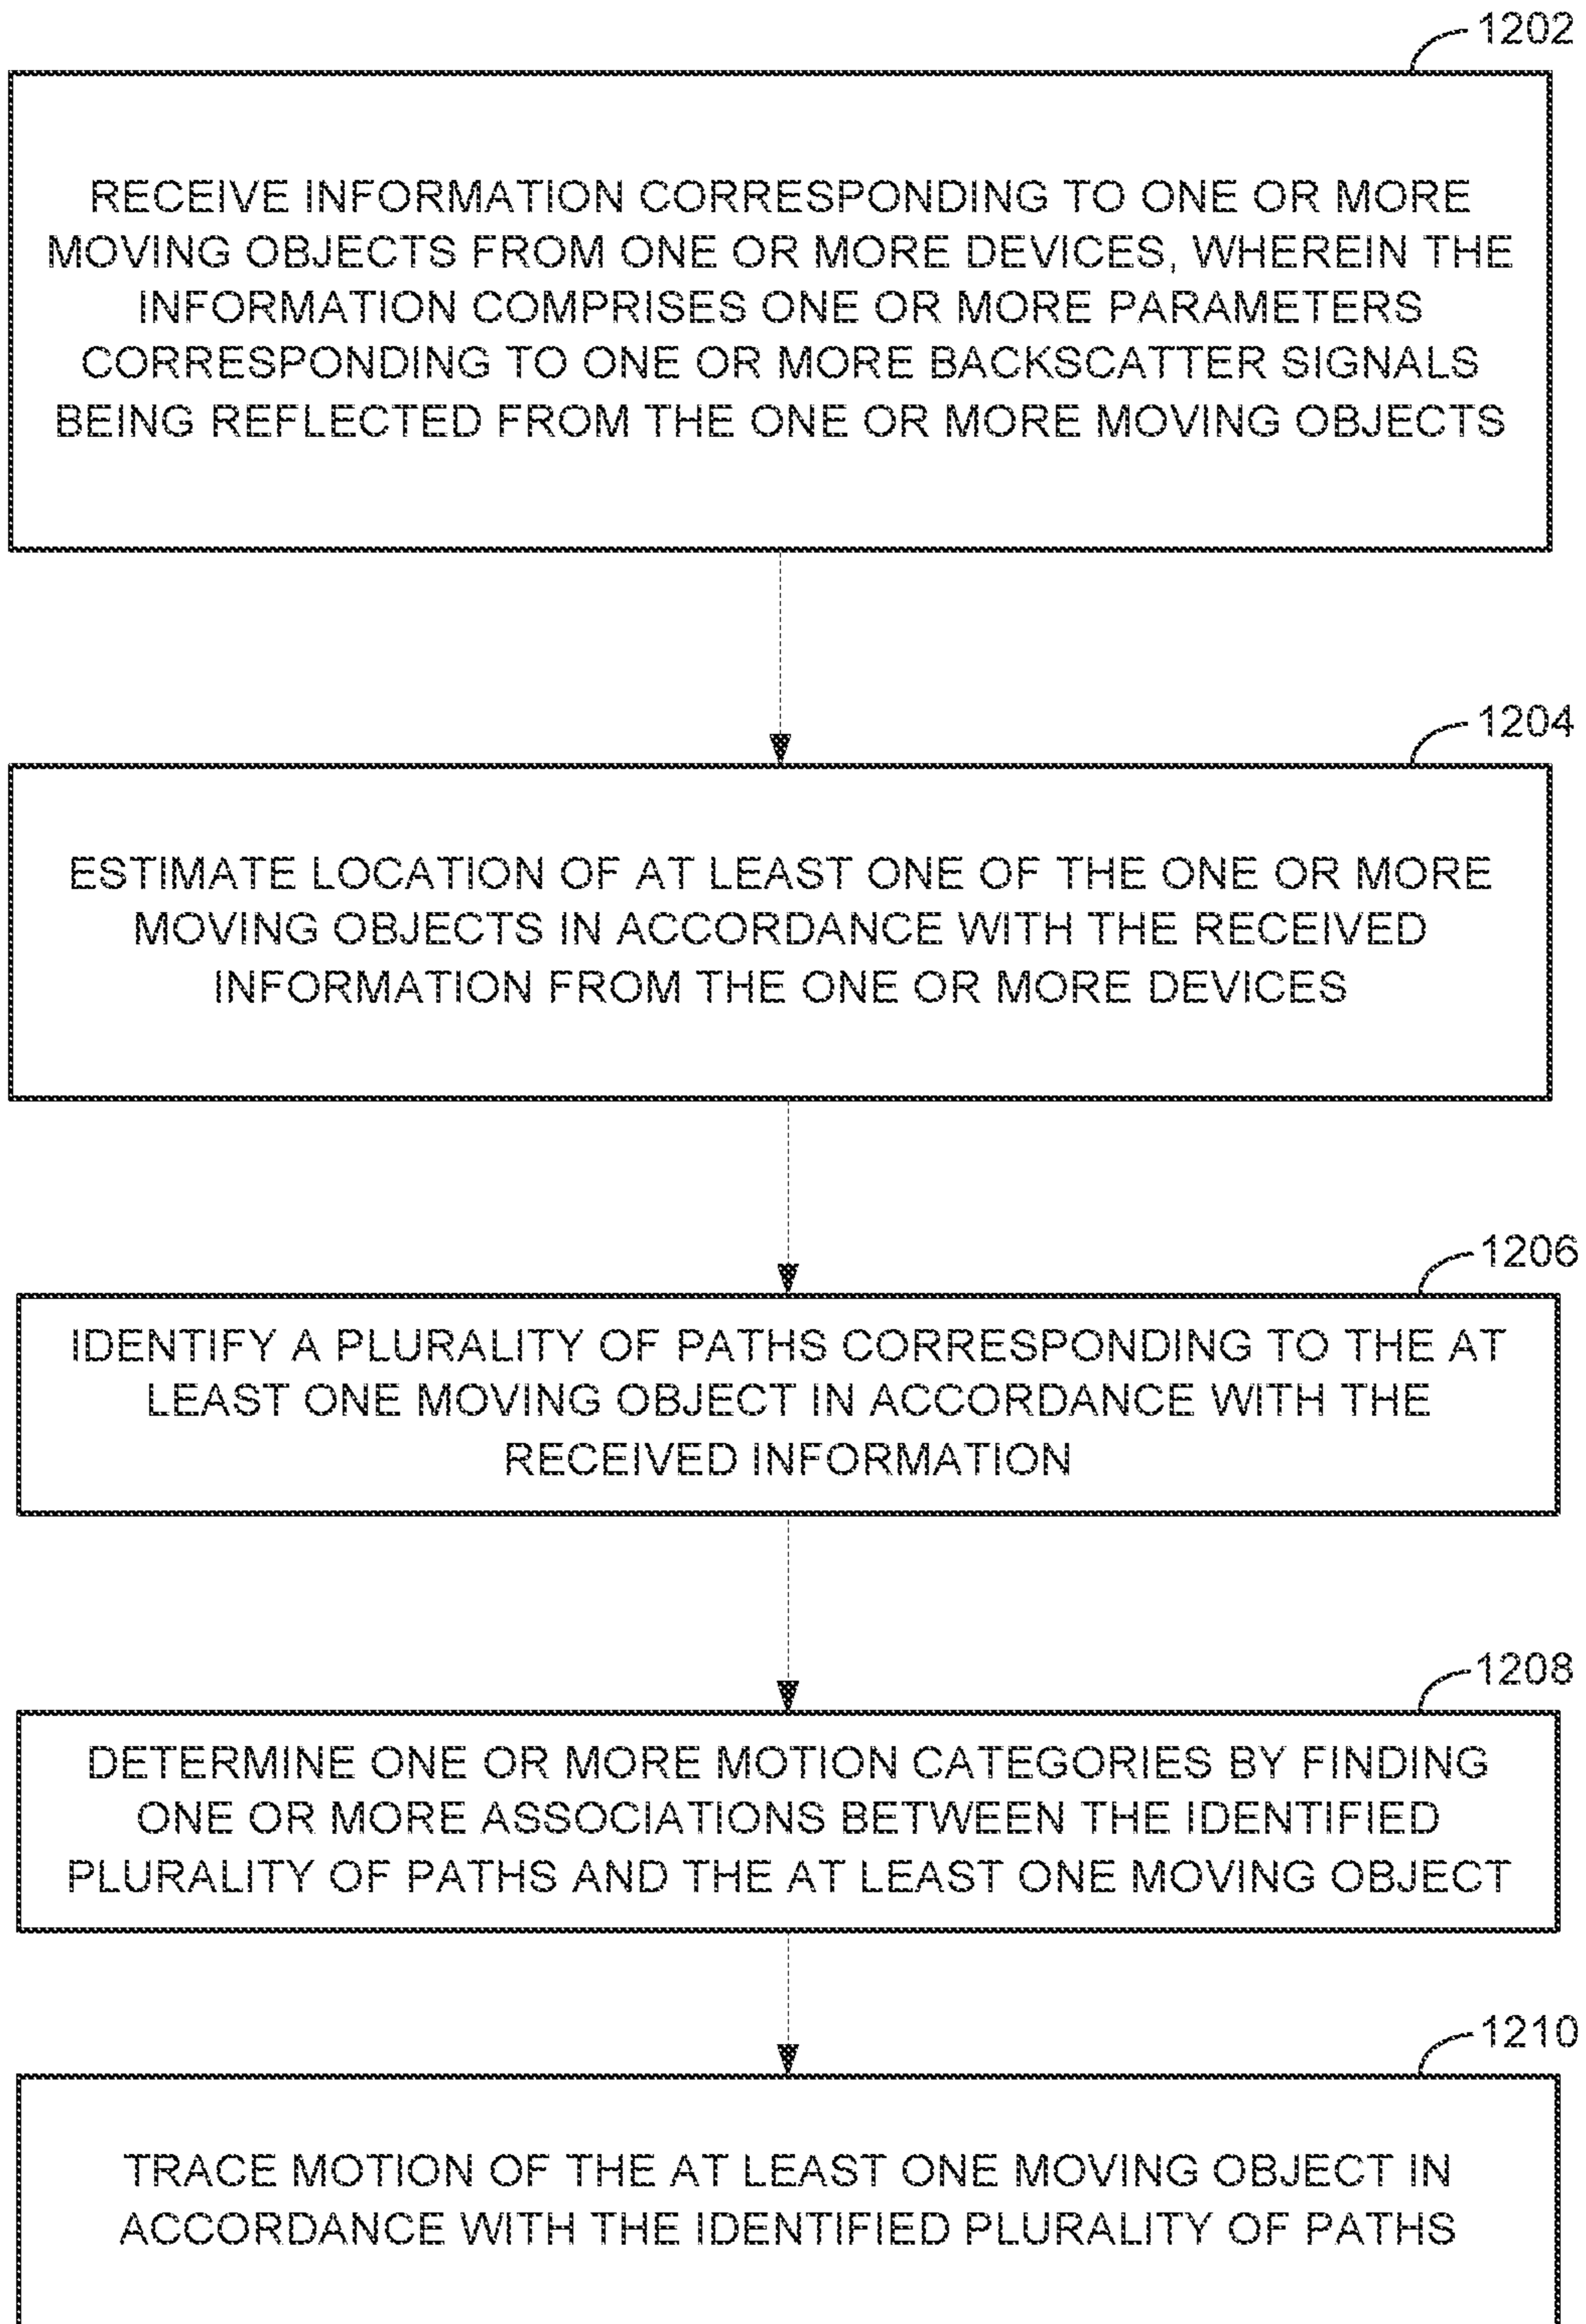 1202
RECEIVE INFORMATION CORRESPONDING TO ONE OR MORE
MOVING OBJECTS FROM ONE OR MORE DEVICES, WHEREIN THE
INFORMATION COMPRISES ONE OR MORE PARAMETERS
CORRESPONDING TO ONE OR MORE BACKSCATTER SIGNALS
BEING REFLECTED FROM THE ONE OR MORE MOVING OBJECTS
1204
ESTIMATE LOCATION OF AT LEAST ONE OF THE ONE OR MORE
MOVING OBJECTS IN ACCORDANCE WITH THE RECEIVED
INFORMATION FROM THE ONE OR MORE DEVICES
1206
IDENTIFY A PLURALITY OF PATHS CORRESPONDING TO THE AT
LEAST ONE MOVING OBJECT IN ACCORDANCE WITH THE
RECEIVED INFORMATION
1208
DETERMINE ONE OR MORE MOTION CATEGORIES BY FINDING
ONE OR MORE ASSOCIATIONS BETWEEN THE IDENTIFIED
PLURALITY OF PATHS AND THE AT LEAST ONE MOVING OBJECT
1210
TRACE MOTION OF THE AT LEAST ONE MOVING OBJECT IN
ACCORDANCE WITH THE IDENTIFIED PLURALITY OF PATHS